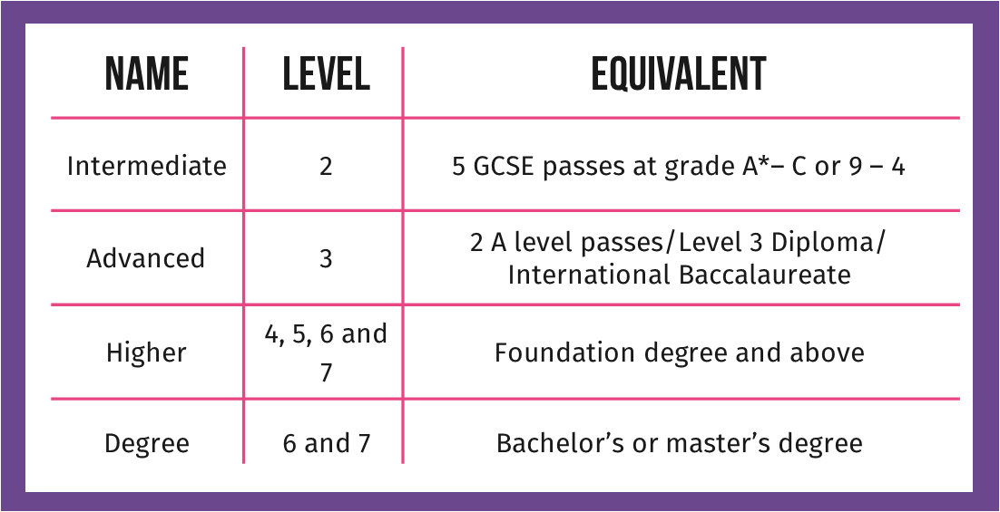 NAME LEVEL EQUIVALENT
Intermediate 2 5 GCSE passes at grade A*– C or 9 – 4
Advanced 3 2 A level passes/Level 3 Diploma/
International Baccalaureate
Higher 4, 5, 6 and
7 Foundation degree and above
Degree 6 and 7 Bachelor’s or master’s degree